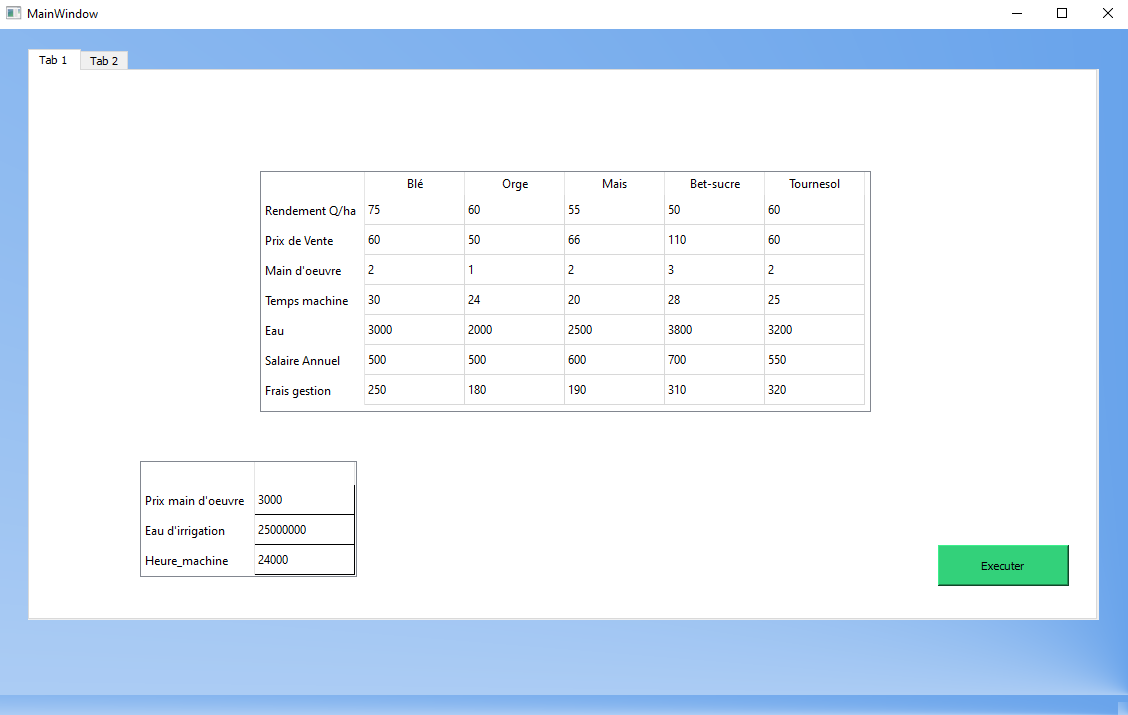 MainWindow
Tab 1 Tab 2
Blé Orge Mais Bet-sucre Tournesol
Rendement Q/ha 75 60 55 50 60
Prix de Vente 60 50 66 110 60
Main d'oeuvre 2 1 2 3 2
Temps machine 30 24 20 28 25
Eau 3000 2000 2500 3800 3200
Salaire Annuel 500 500 600 700 550
Frais gestion 250 180 190 310 320
Prix main d'oeuvre 3000
Eau d'irrigation 25000000
Heure_machine 24000
Executer